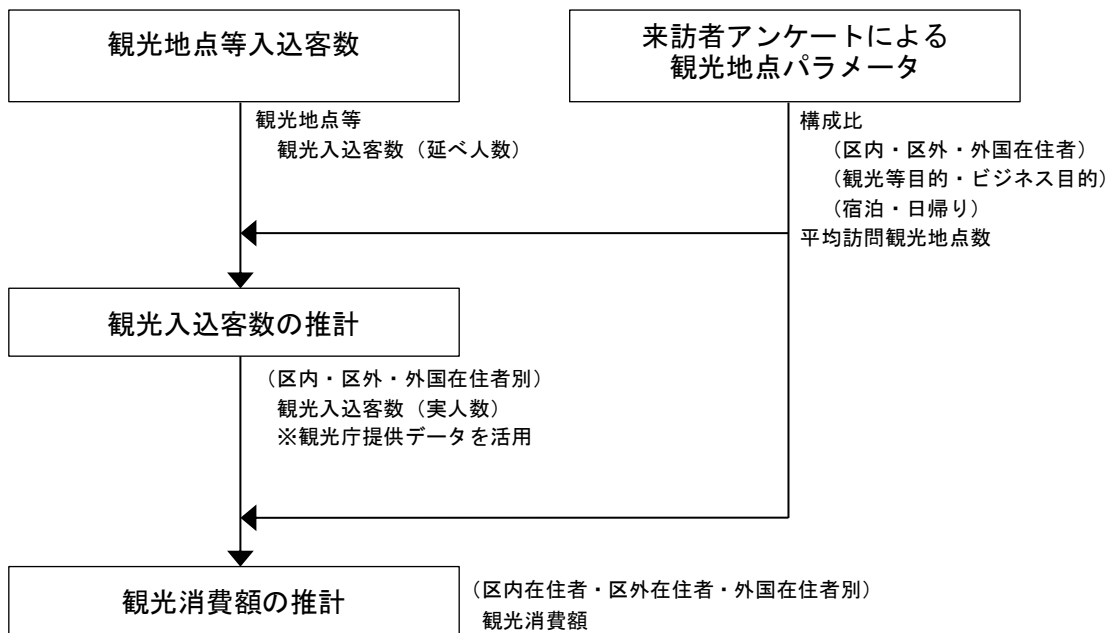 観光地点等入込客数
来訪者アンケートによる
観光地点パラメータ
観光地点等
観光入込客数（延べ人数）
構成比
（区内・区外・外国在住者）
（観光等目的・ビジネス目的）
（宿泊・日帰り）
平均訪問観光地点数
観光入込客数の推計
（区内・区外・外国在住者別）
観光入込客数（実人数）
※観光庁提供データを活用
観光消費額の推計
（区内在住者・区外在住者・外国在住者別）
観光消費額